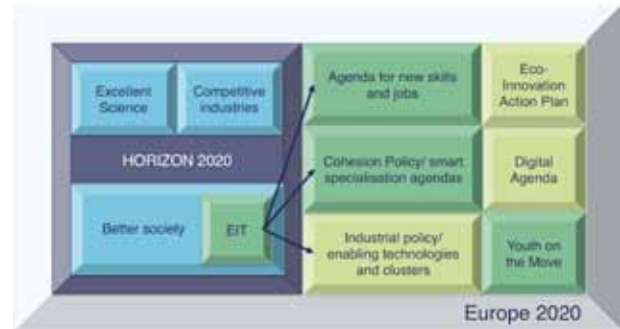 Excellent
Science
Competitive
industries
HORIZON 2020
Better society
EIT
Agenda for new skills
and jobs
Cohesion Policy/ smart
specialisation agendas
Industrial policy/
enabling technologies
and clusters
Eco-
Innovation
Action Plan
Digital
Agenda
Youth on
the Move
Europe 2020